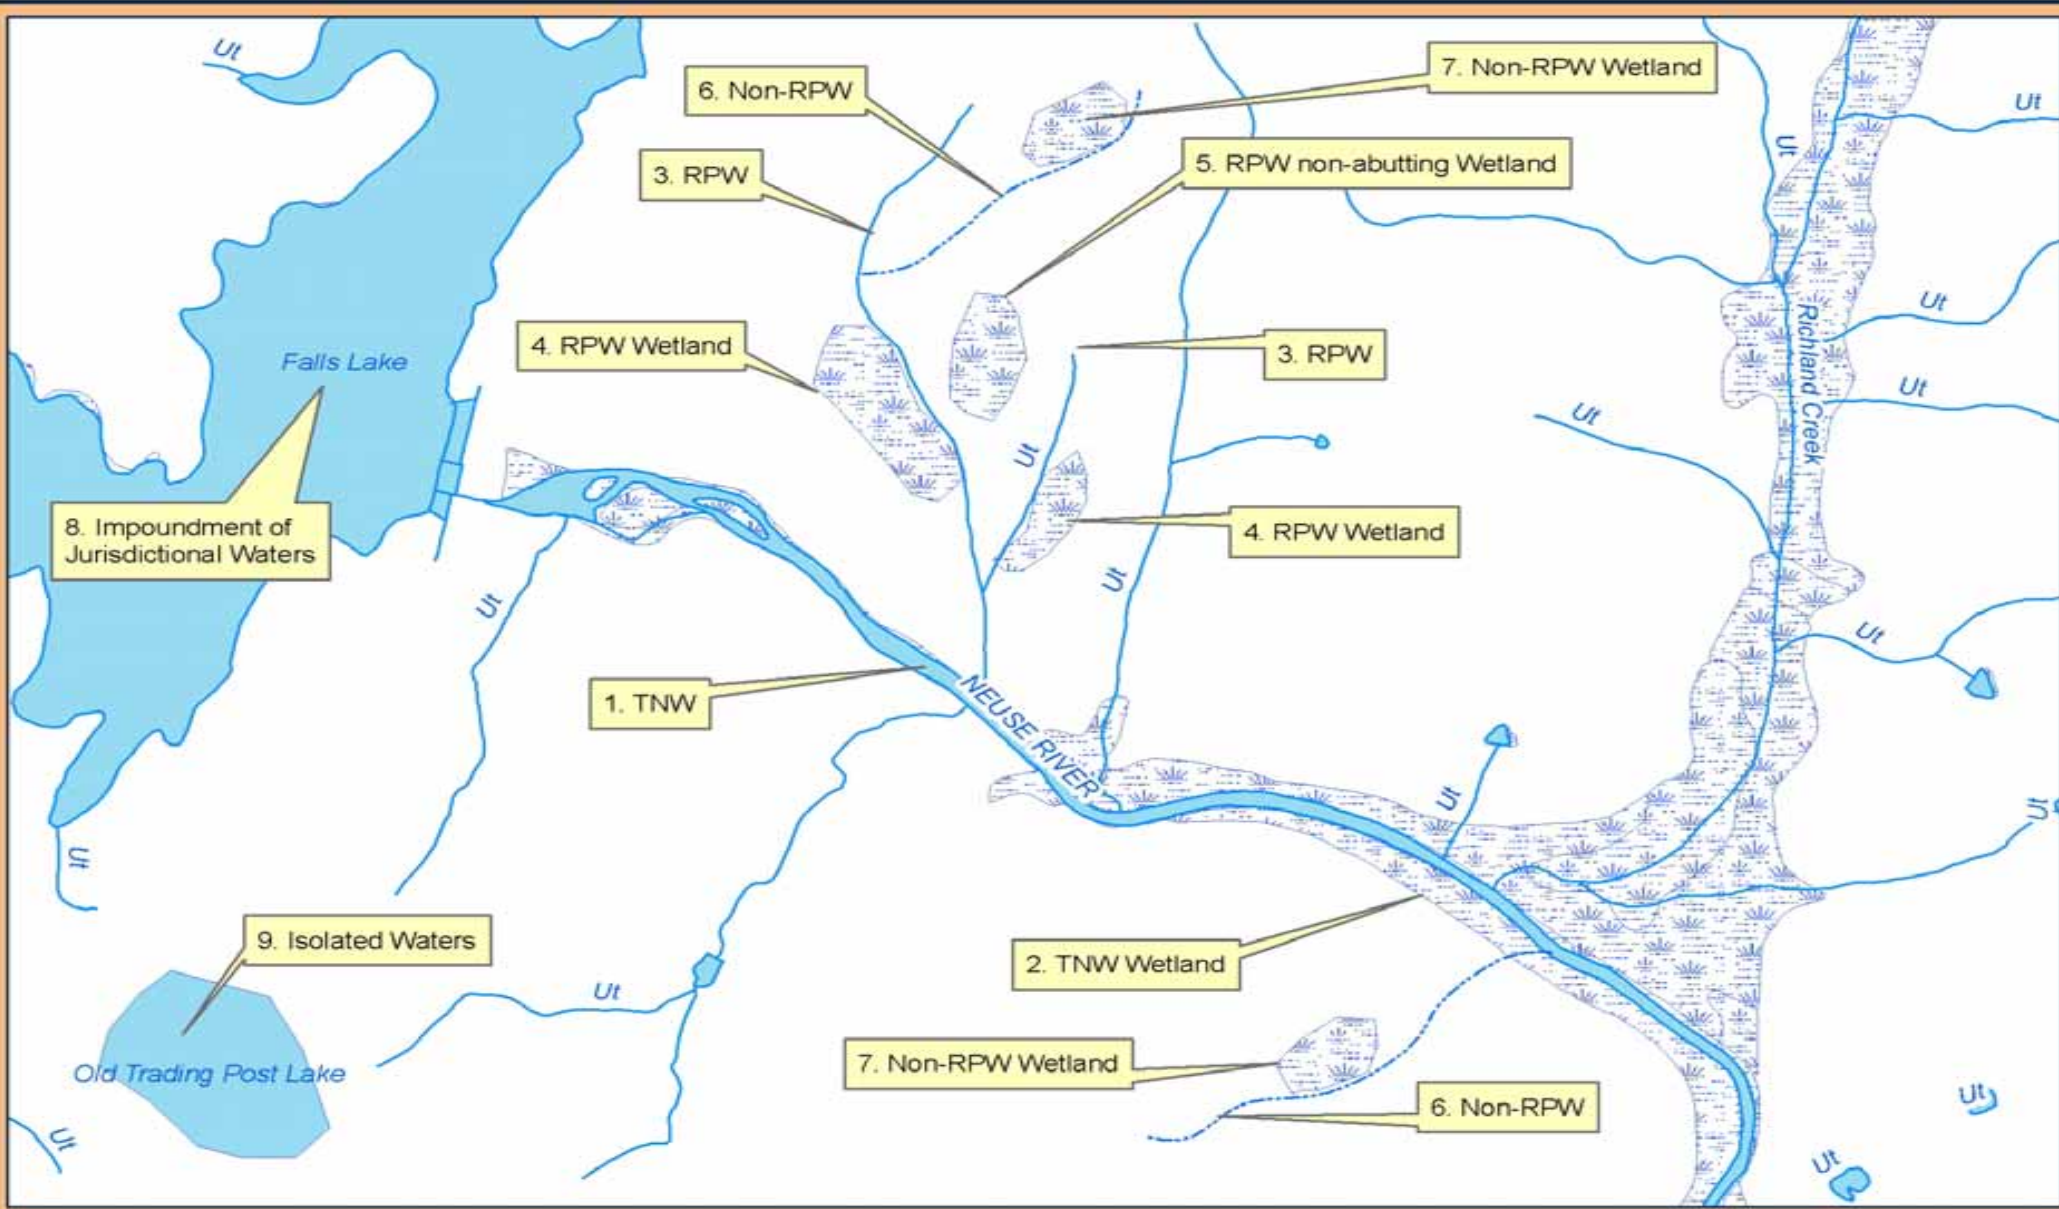 Ut
6. Non-RPW
7. Non-RPW Wetland
Ut
Ut
3. RPW
5. RPW non-abutting Wetland
Ut
Richland Creek
4. RPW Wetland
3. RPW
Falls Lake
Ut
Ut
Ut
8. Impoundment of
Jurisdictional Waters
4. RPW Wetland
Ut
Ut
Ut
1. TNW
NEUSE RIVER
Ut
Ut
Ut
9. Isolated Waters
2. TNW Wetland
Ut
Old Trading Post Lake
7. Non-RPW Wetland
6. Non-RPW
Ut
Ut
Ut